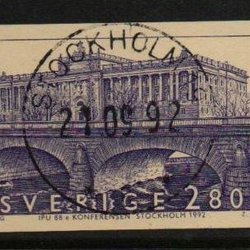 STOCKHOLM
21 09 92
SVERIGE 280
IPU 88 e KONFERENSEN STOCKHOLM 1992